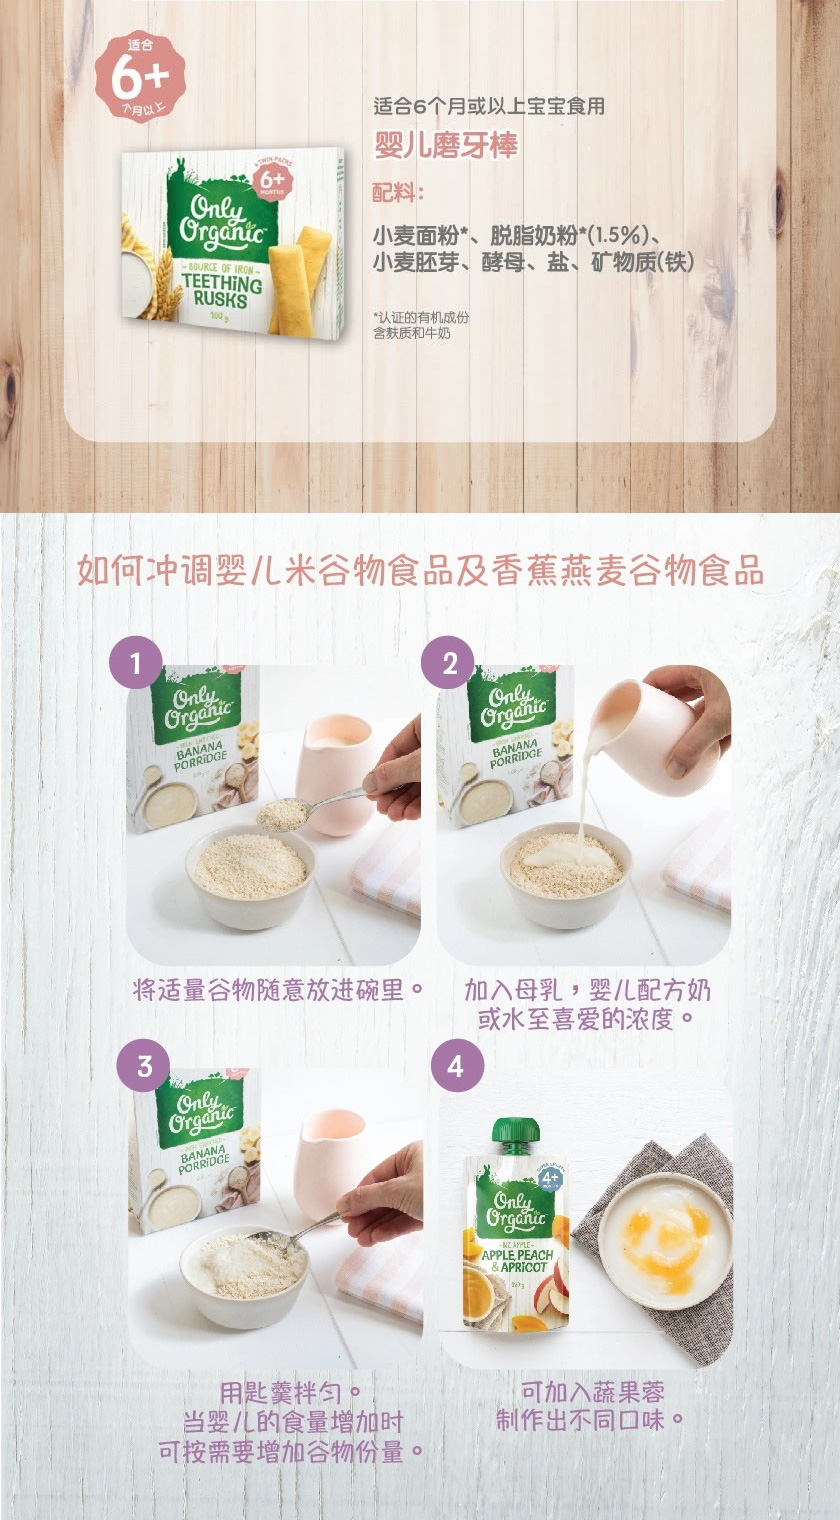 适合
6+
个月以上
适合6个月或以上宝宝食用
婴儿磨牙棒
配料：
小麦面粉*、脱脂奶粉*(1.5%)、
小麦胚芽、酵母、盐、矿物质(铁)
*认证的有机成份
含麸质和牛奶
6 TWIN PACKS
6+
MONTHS
Only
Organic
- SOURCE OF IRON -
TEETHING
RUSKS
100 g
如何冲调婴儿米谷物食品及香蕉燕麦谷物食品
1
Only
Organic
BANANA
PORRIDGE
将适量谷物随意放进碗里。
2
Only
Organic
BANANA
PORRIDGE
加入母乳，婴儿配方奶
或水至喜爱的浓度。
3
Only
Organic
BANANA
PORRIDGE
用匙羹拌匀。
当婴儿的食量增加时
可按需要增加谷物份量。
4
4+
MONTHS
Only
Organic
APPLE, PEACH
& APRICOT
可加入蔬果蓉
制作出不同口味。